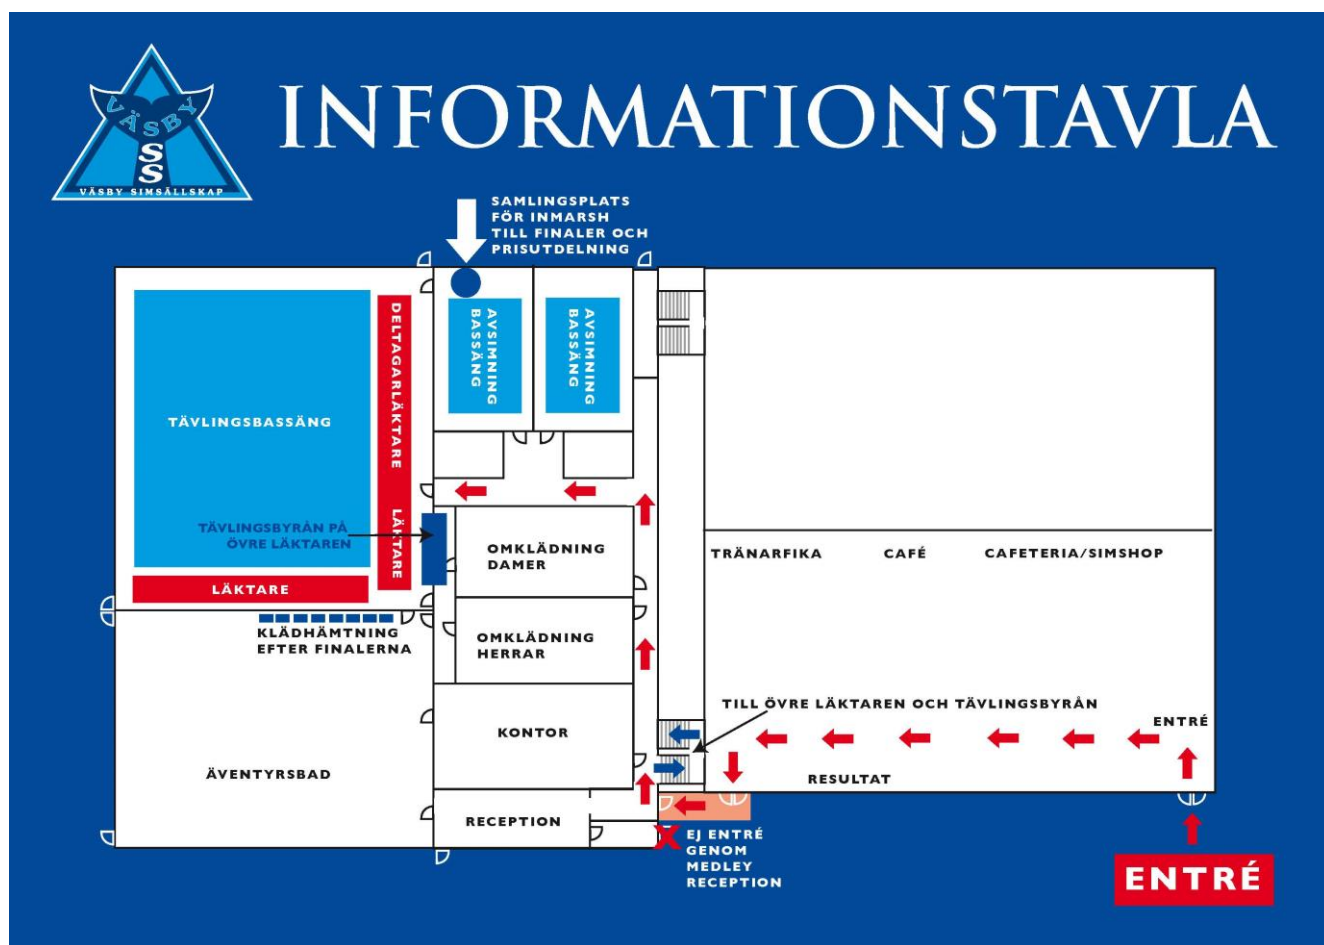 VÄSBY
SS
VÄSBY SIMSÄLLSKAP
INFORMATIONSTAVLA
SAMLINGSPLATS
FÖR INMARSH
TILL FINALER OCH
PRISUTDELNING
TÄVLINGSBASSÄNG
DELTAGARLÄKTARE
LÄKTARE
AVSIMNING
BASSÄNG
AVSIMNING
BASSÄNG
TÄVLINGSBYRÅN PÅ
ÖVRE LÄKTAREN
LÄKTARE
KLÄDHÄMTNING
EFTER FINALERNA
OMKLÄDNING
DAMER
OMKLÄDNING
HERRAR
KONTOR
ÄVENTYRSBAD
RECEPTION
TRÄNARFIKA
CAFÉ
CAFETERIA/SIMSHOP
TILL ÖVRE LÄKTAREN OCH TÄVLINGSBYRÅN
ENTRÉ
RESULTAT
X EJ ENTRÉ
GENOM
MEDLEY
RECEPTION
ENTRÉ